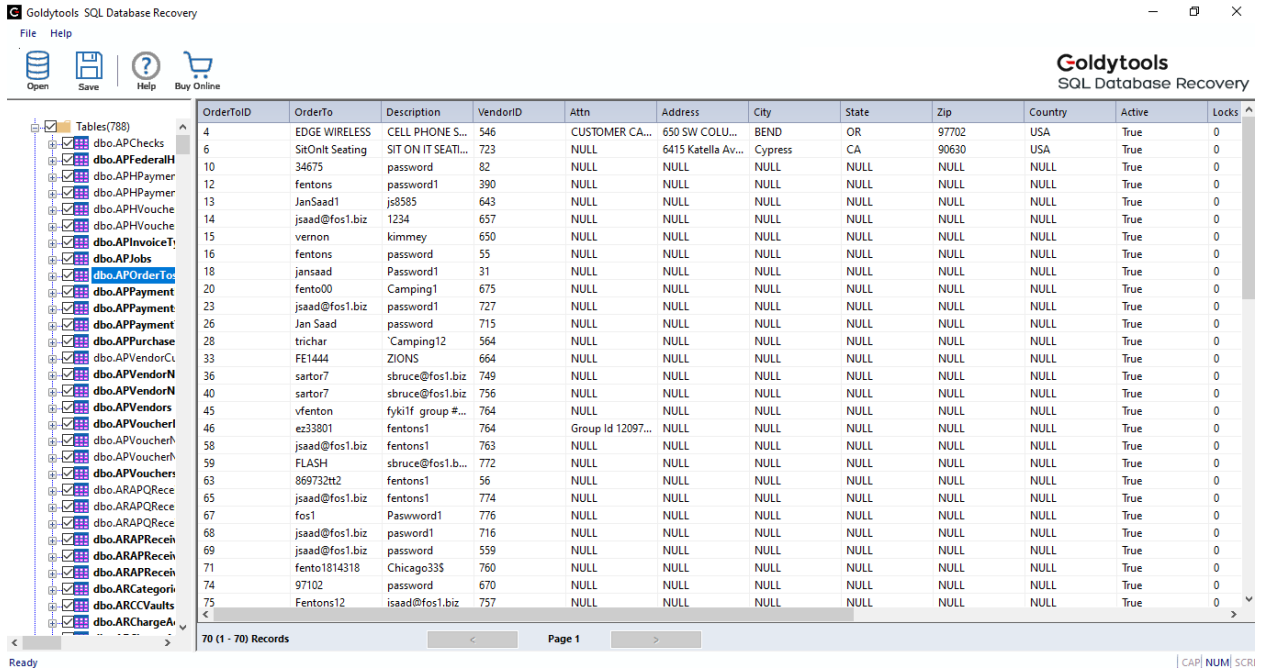 Goldytools SQL Database Recovery
File Help
Open Save Help Buy Online
Goldytools
SQL Database Recovery
Tables(788)
dbo.APChecks
dbo.APFederalH
dbo.APHPaymer
dbo.APHPaymer
dbo.APHVouche
dbo.APHVouche
dbo.APInvoiceTy
dbo.APJobs
dbo.APOrderTos
dbo.APPayment
dbo.APPayment
dbo.APPayment
dbo.APPurchase
dbo.APVendorCu
dbo.APVendorN
dbo.APVendorN
dbo.APVendors
dbo.APVoucherI
dbo.APVoucherN
dbo.APVoucherN
dbo.APVouchers
dbo.ARAPQRece
dbo.ARAPQRece
dbo.ARAPQRece
dbo.ARAPReceiv
dbo.ARAPReceiv
dbo.ARAPReceiv
dbo.ARCategori
dbo.ARCCVaults
dbo.ARChargeA
OrderToID OrderTo Description VendorID Attn Address City State Zip Country Active Locks
4 EDGE WIRELESS CELL PHONE S... 546 CUSTOMER CA... 650 SW COLU... BEND OR 97702 USA True 0
6 SitOnIt Seating SIT ON IT SEATI... 723 NULL 6415 Katella Av... Cypress CA 90630 USA True 0
10 34675 password 82 NULL NULL NULL NULL NULL NULL True 0
12 fentons password1 390 NULL NULL NULL NULL NULL NULL True 0
13 JanSaad1 js8585 643 NULL NULL NULL NULL NULL NULL True 0
14 jsaad@fos1.biz 1234 657 NULL NULL NULL NULL NULL NULL True 0
15 vernon kimmey 650 NULL NULL NULL NULL NULL NULL True 0
16 fentons password 55 NULL NULL NULL NULL NULL NULL True 0
18 jansaad Password1 31 NULL NULL NULL NULL NULL NULL True 0
20 fento00 Camping1 675 NULL NULL NULL NULL NULL NULL True 0
23 jsaad@fos1.biz password1 727 NULL NULL NULL NULL NULL NULL True 0
26 Jan Saad password 715 NULL NULL NULL NULL NULL NULL True 0
28 trichar `Camping12 564 NULL NULL NULL NULL NULL NULL True 0
33 FE1444 ZIONS 664 NULL NULL NULL NULL NULL NULL True 0
36 sartor7 sbruce@fos1.biz 749 NULL NULL NULL NULL NULL NULL True 0
40 sartor7 sbruce@fos1.biz 756 NULL NULL NULL NULL NULL NULL True 0
45 vfenton fyki1f group #... 764 NULL NULL NULL NULL NULL NULL True 0
46 ez33801 fentons1 764 Group Id 12097... NULL NULL NULL NULL NULL True 0
58 jsaad@fos1.biz fentons1 763 NULL NULL NULL NULL NULL NULL True 0
59 FLASH sbruce@fos1.b... 772 NULL NULL NULL NULL NULL NULL True 0
63 869732tt2 fentons1 56 NULL NULL NULL NULL NULL NULL True 0
65 jsaad@fos1.biz fentons1 774 NULL NULL NULL NULL NULL NULL True 0
67 fos1 Paswword1 776 NULL NULL NULL NULL NULL NULL True 0
68 jsaad@fos1.biz pasword1 716 NULL NULL NULL NULL NULL NULL True 0
69 jsaad@fos1.biz password 559 NULL NULL NULL NULL NULL NULL True 0
71 fento1814318 Chicago33$ 760 NULL NULL NULL NULL NULL NULL True 0
74 97102 password 670 NULL NULL NULL NULL NULL NULL True 0
75 Fentons12 jsaad@fos1.biz 757 NULL NULL NULL NULL NULL NULL True 0
70 (1 - 70) Records < Page 1 >
Ready CAP NUM SCRI